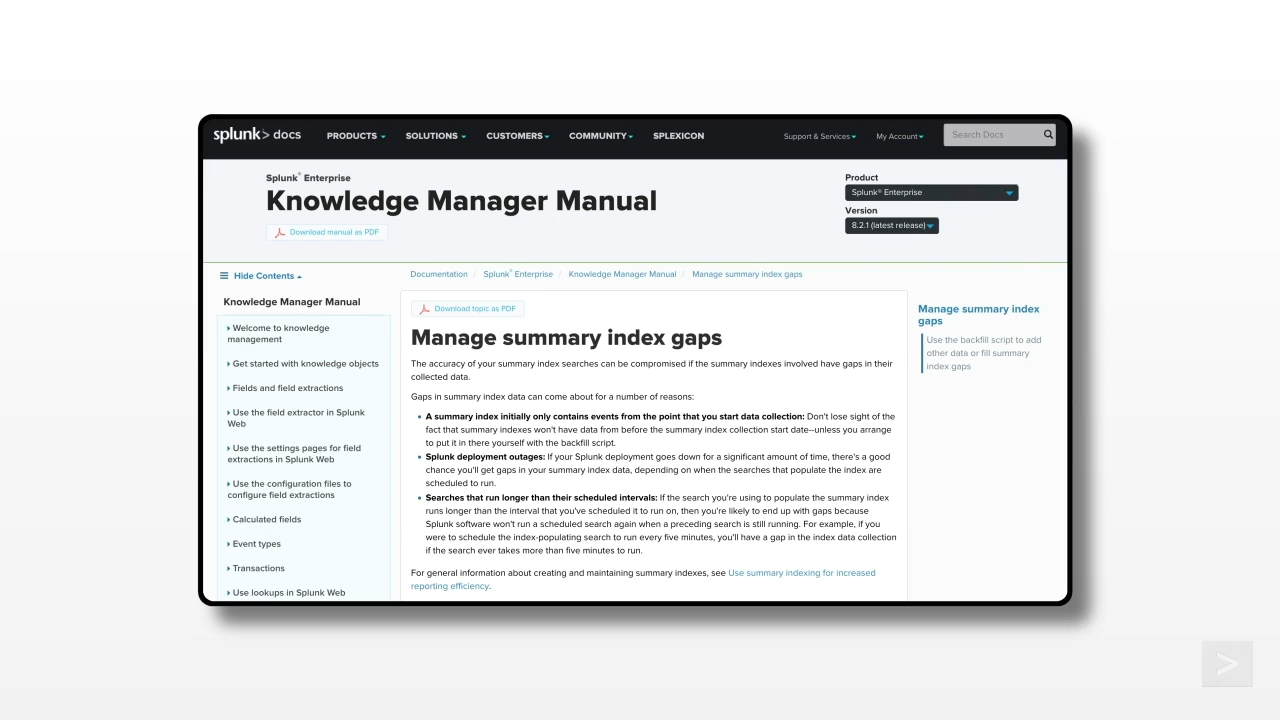 splunk> docs PRODUCTS SOLUTIONS CUSTOMERS COMMUNITY SPLEXICON Support & Services My Account Search Docs
Splunk® Enterprise
Knowledge Manager Manual
Download manual as PDF
Product
Splunk® Enterprise
Version
8.2.1 (latest release)
Hide Contents
Documentation / Splunk® Enterprise / Knowledge Manager Manual / Manage summary index gaps
Knowledge Manager Manual
Welcome to knowledge
management
Get started with knowledge objects
Fields and field extractions
Use the field extractor in Splunk
Web
Use the settings pages for field
extractions in Splunk Web
Use the configuration files to
configure field extractions
Calculated fields
Event types
Transactions
Use lookups in Splunk Web
Download topic as PDF
Manage summary index gaps
The accuracy of your summary index searches can be compromised if the summary indexes involved have gaps in their
collected data.
Gaps in summary index data can come about for a number of reasons:
• A summary index initially only contains events from the point that you start data collection: Don't lose sight of the
fact that summary indexes won't have data from before the summary index collection start date--unless you arrange
to put it in there yourself with the backfill script.
• Splunk deployment outages: If your Splunk deployment goes down for a significant amount of time, there's a good
chance you'll get gaps in your summary index data, depending on when the searches that populate the index are
scheduled to run.
• Searches that run longer than their scheduled intervals: If the search you're using to populate the summary index
runs longer than the interval that you've scheduled it to run on, then you're likely to end up with gaps because
Splunk software won't run a scheduled search again when a preceding search is still running. For example, if you
were to schedule the index-populating search to run every five minutes, you'll have a gap in the index data collection
if the search ever takes more than five minutes to run.
For general information about creating and maintaining summary indexes, see Use summary indexing for increased
reporting efficiency.
Manage summary index
gaps
Use the backfill script to add
other data or fill summary
index gaps
>